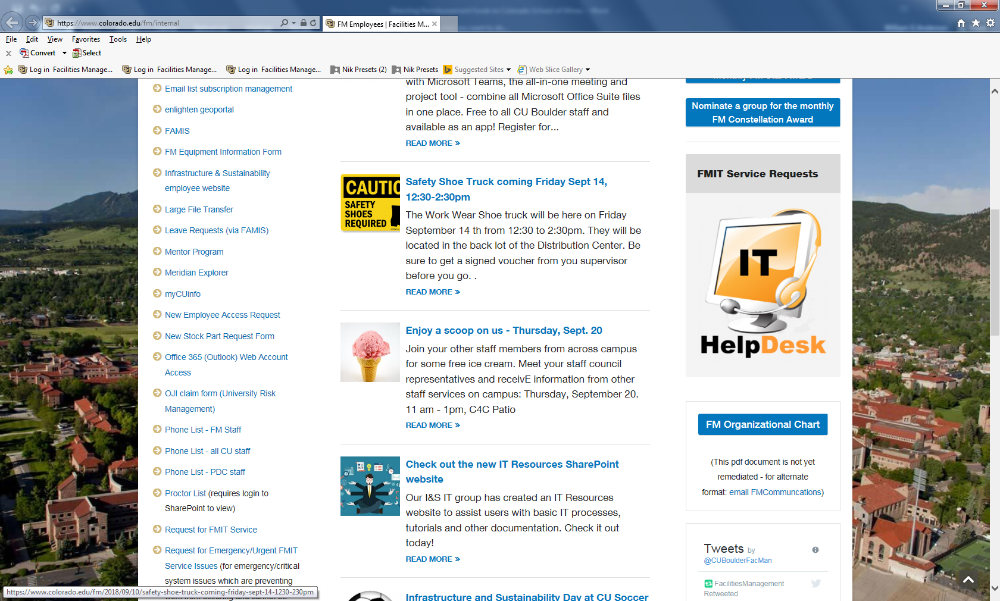 https://www.colorado.edu/fm/internal
FM Employees | Facilities M...
File Edit View Favorites Tools Help
x Convert Select
Log in Facilities Manage... Log in Facilities Manage... Log in Facilities Manage... Nik Presets (2) Nik Presets Suggested Sites Web Slice Gallery
Email list subscription management
enlighten geoportal
FAMIS
FM Equipment Information Form
Infrastructure & Sustainability
employee website
Large File Transfer
Leave Requests (via FAMIS)
Mentor Program
Meridian Explorer
myCUinfo
New Employee Access Request
New Stock Part Request Form
Office 365 (Outlook) Web Account
Access
OJI claim form (University Risk
Management)
Phone List - FM Staff
Phone List - all CU staff
Phone List - PDC staff
Proctor List (requires login to
SharePoint to view)
Request for FMIT Service
Request for Emergency/Urgent FMIT
Service Issues (for emergency/critical
system issues which are preventing
https://www.colorado.edu/fm/2018/09/10/safety-shoe-truck-coming-friday-sept-14-1230-230pm
with Microsoft Teams, the all-in-one meeting and
project tool - combine all Microsoft Office Suite files
in one place. Free to all CU Boulder staff and
available as an app! Register for...
READ MORE »
CAUTIO
SAFETY
SHOES
REQUIRED
Safety Shoe Truck coming Friday Sept 14,
12:30-2:30pm
The Work Wear Shoe truck will be here on Friday
September 14 th from 12:30 to 2:30pm. They will be
located in the back lot of the Distribution Center. Be
sure to get a signed voucher from you supervisor
before you go. .
READ MORE »
Enjoy a scoop on us - Thursday, Sept. 20
Join your other staff members from across campus
for some free ice cream. Meet your staff council
representatives and receivE information from other
staff services on campus: Thursday, September 20.
11 am - 1pm, C4C Patio
READ MORE »
Check out the new IT Resources SharePoint
website
Our I&S IT group has created an IT Resources
website to assist users with basic IT processes,
tutorials and other documentation. Check it out
today!
READ MORE »
Infrastructure and Sustainability Day at CU Soccer
Nominate a group for the monthly
FM Constellation Award
FMIT Service Requests
IT
HelpDesk
FM Organizational Chart
(This pdf document is not yet
remediated - for alternate
format: email FMCommuncations)
Tweets by
@CUBoulderFacMan
FacilitiesManagement
Retweeted